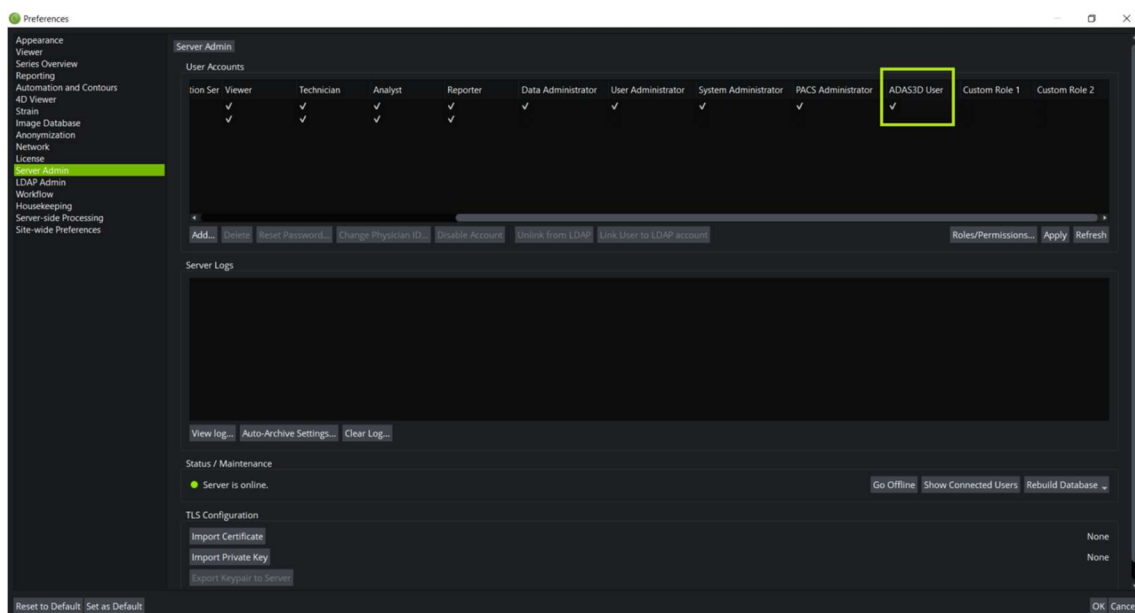 Preferences
Appearance
Viewer
Series Overview
Reporting
Automation and Contours
4D Viewer
Strain
Image Database
Anonymization
Network
License
Server Admin
LDAP Admin
Workflow
Housekeeping
Server-side Processing
Site-wide Preferences
Server Admin
User Accounts
tion Ser Viewer Technician Analyst Reporter Data Administrator User Administrator System Administrator PACS Administrator ADAS3D User Custom Role 1 Custom Role 2
Add... Delete Reset Password... Change Physician ID... Disable Account Unlink from LDAP Link User to LDAP account Roles/Permissions... Apply Refresh
Server Logs
View log... Auto-Archive Settings... Clear Log...
Status / Maintenance
Server is online. Go Offline Show Connected Users Rebuild Database
TLS Configuration
Import Certificate None
Import Private Key None
Export Keypair to Server
Reset to Default Set as Default OK Cance